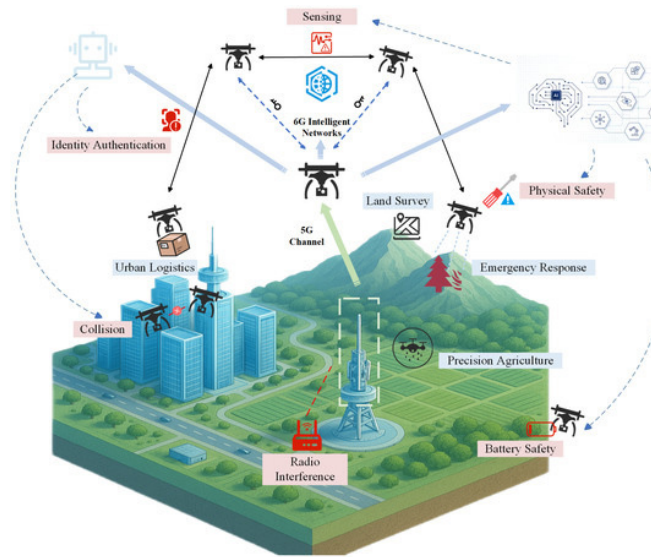 Sensing
6G Intelligent
Networks
Identity Authentication
Physical Safety
Land Survey
5G
Channel
Urban Logistics
Emergency Response
Collision
Precision Agriculture
Radio
Interference
Battery Safety